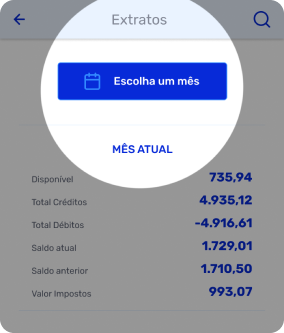 Extratos
Escolha um mês
MÊS ATUAL
Disponível 735,94
Total Créditos 4.935,12
Total Débitos -4.916,61
Saldo atual 1.729,01
Saldo anterior 1.710,50
Valor Impostos 993,07